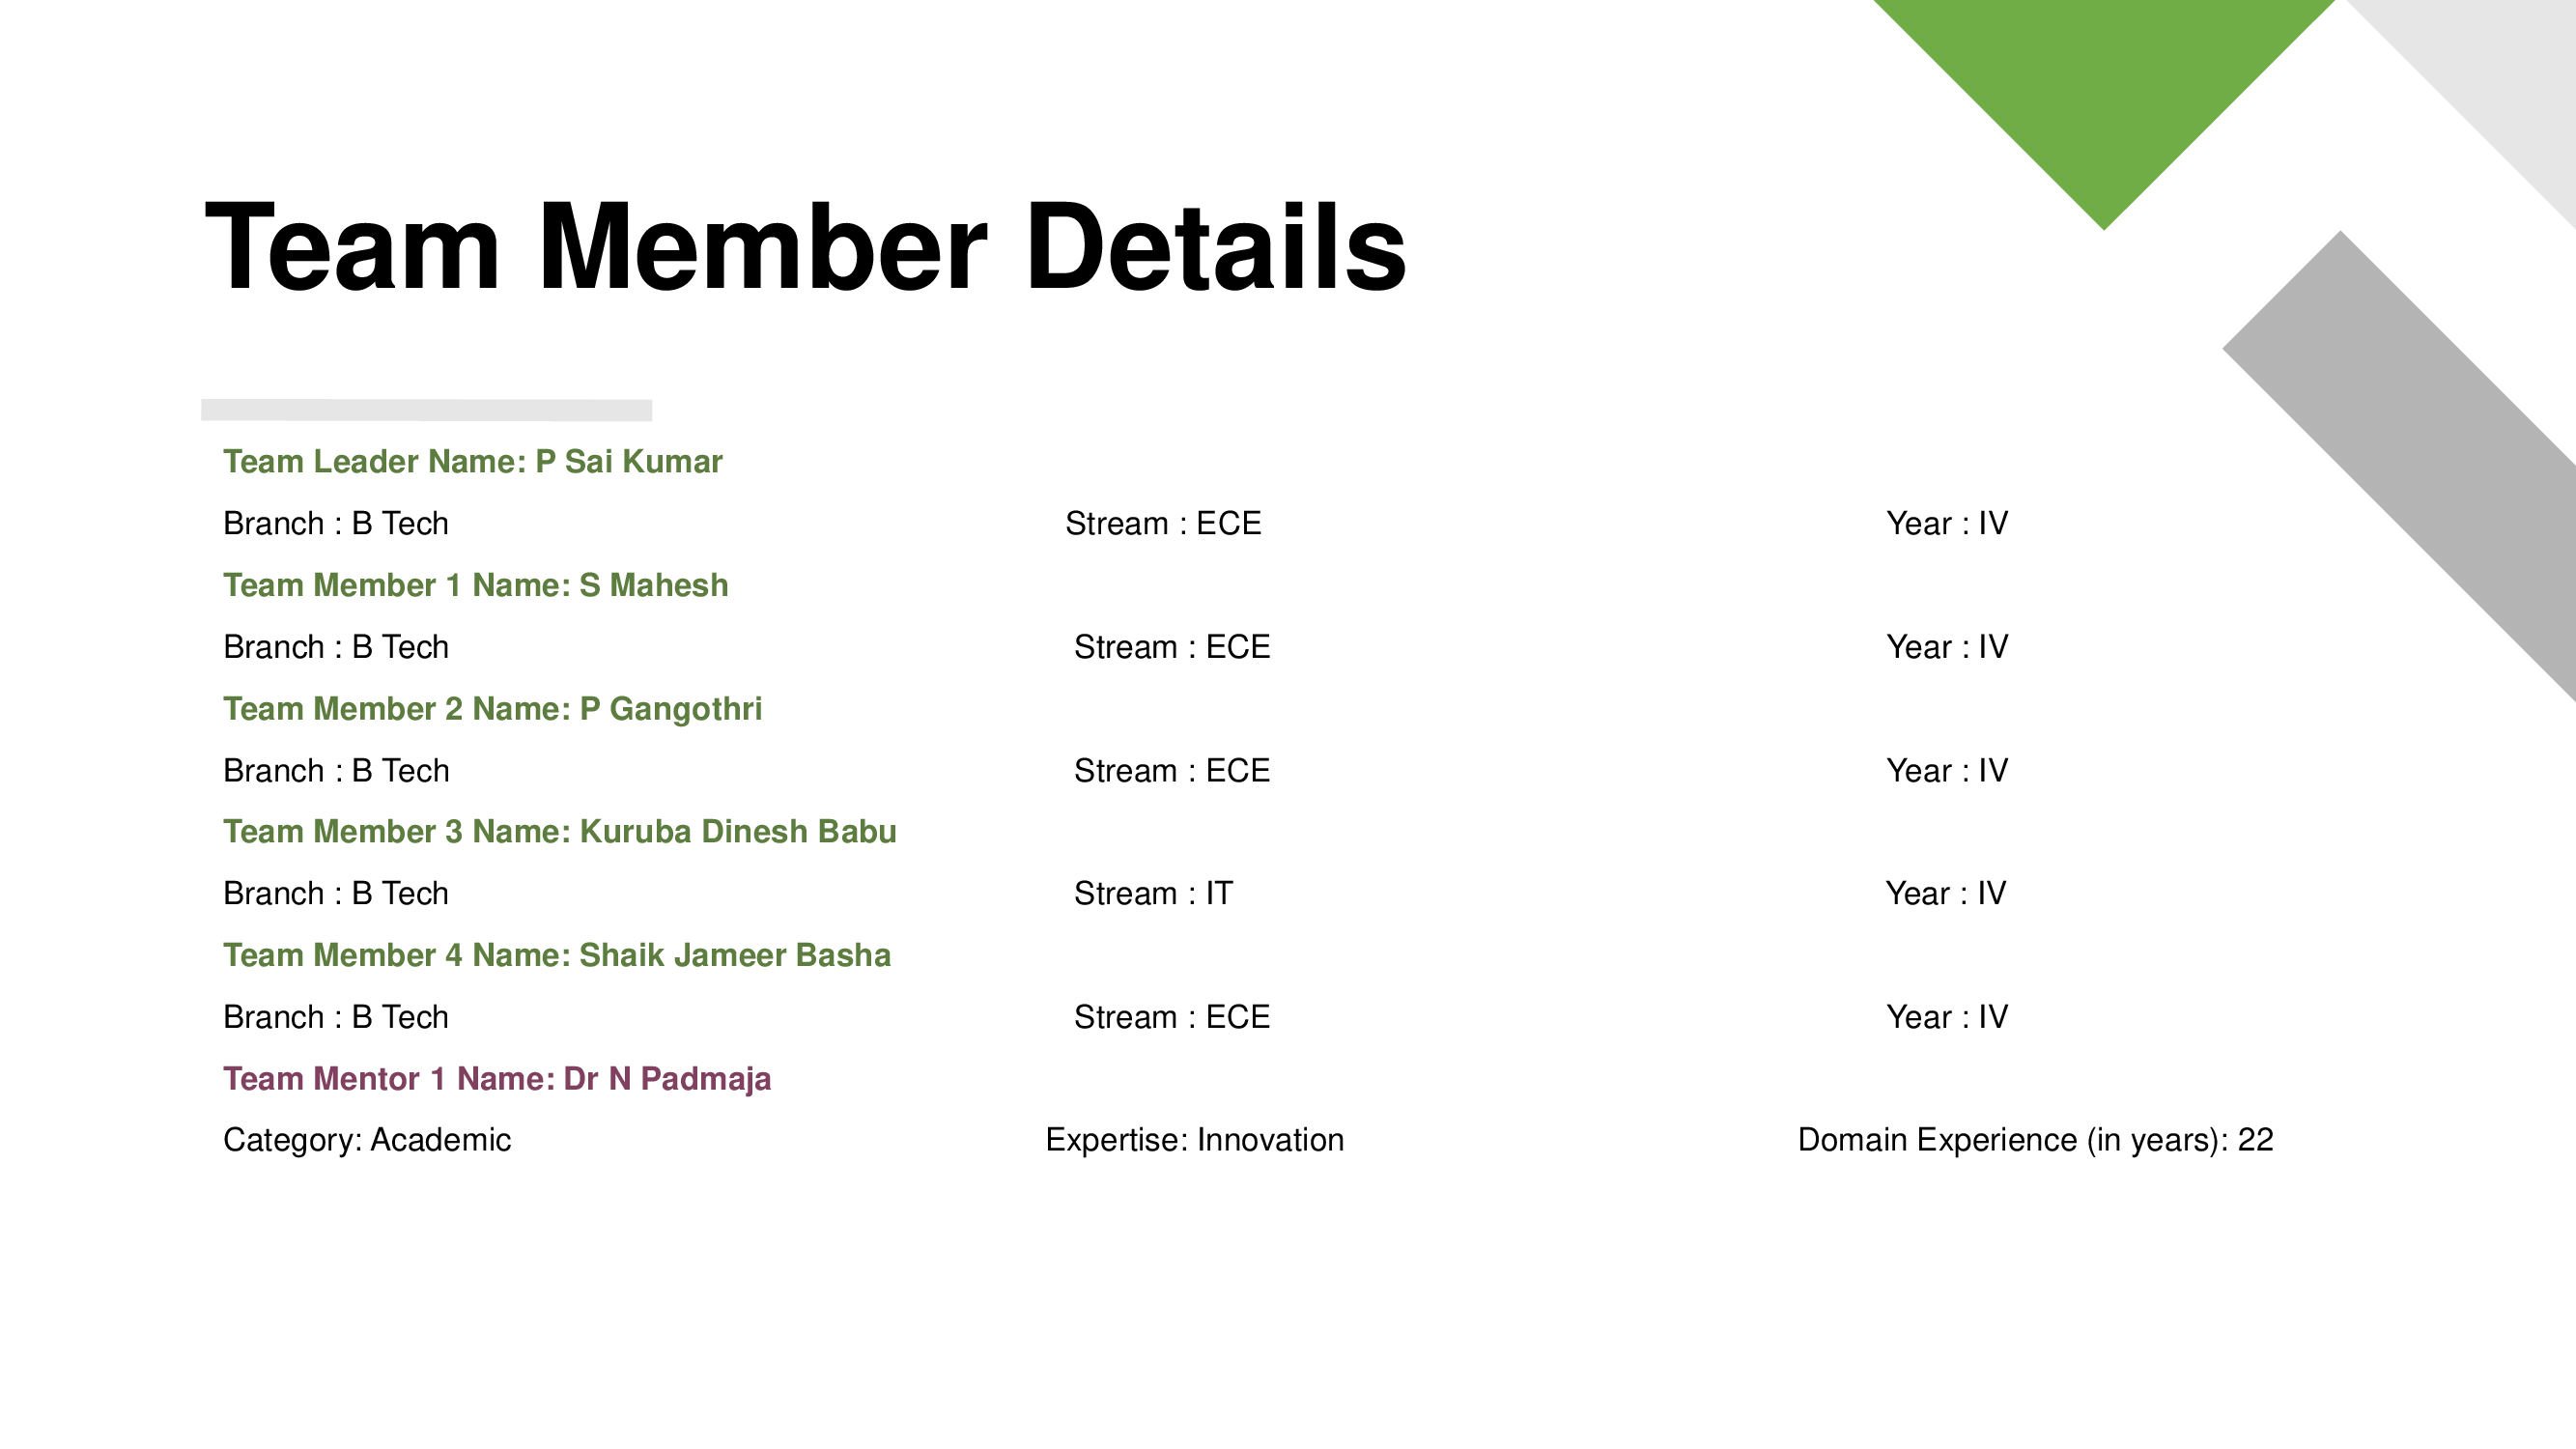 Team Member Details
Team Leader Name: P Sai Kumar
Branch : B Tech Stream : ECE Year : IV
Team Member 1 Name: S Mahesh
Branch : B Tech Stream : ECE Year : IV
Team Member 2 Name: P Gangothri
Branch : B Tech Stream : ECE Year : IV
Team Member 3 Name: Kuruba Dinesh Babu
Branch : B Tech Stream : IT Year : IV
Team Member 4 Name: Shaik Jameer Basha
Branch : B Tech Stream : ECE Year : IV
Team Mentor 1 Name: Dr N Padmaja
Category: Academic Expertise: Innovation Domain Experience (in years): 22